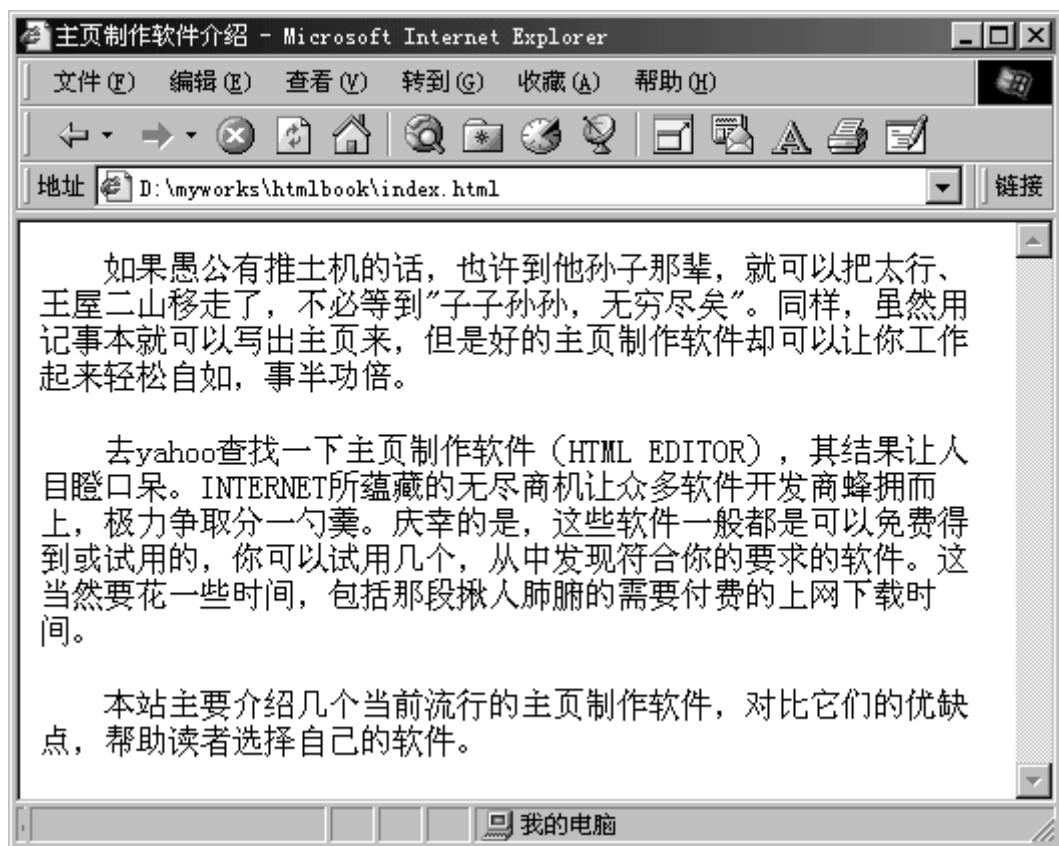 主页制作软件介绍 - Microsoft Internet Explorer
文件(F) 编辑(E) 查看(V) 转到(G) 收藏(A) 帮助(H)
地址 D:\myworks\htmlbook\index.html 链接
如果愚公有推土机的话，也许到他孙子那辈，就可以把太行、
王屋二山移走了，不必等到"子子孙孙，无穷尽矣"。同样，虽然用
记事本就可以写出主页来，但是好的主页制作软件却可以让你工作
起来轻松自如，事半功倍。
去yahoo查找一下主页制作软件（HTML EDITOR），其结果让人
目瞪口呆。INTERNET所蕴藏的无尽商机让众多软件开发商蜂拥而
上，极力争取分一勺羹。庆幸的是，这些软件一般都是可以免费得
到或试用的，你可以试用几个，从中发现符合你的要求的软件。这
当然要花一些时间，包括那段揪人肺腑的需要付费的上网下载时
间。
本站主要介绍几个当前流行的主页制作软件，对比它们的优缺
点，帮助读者选择自己的软件。
我的电脑